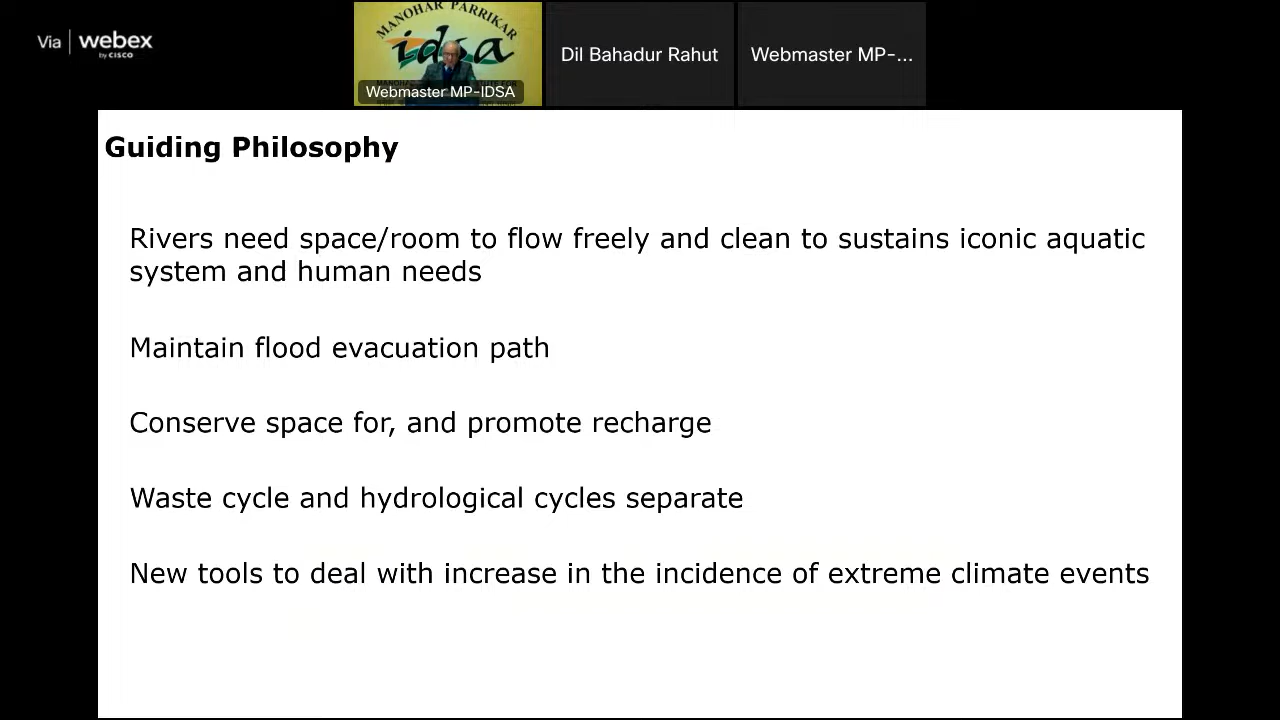 Via | webex
by CISCO
MANOHAR PARRIKAR
idsa
Webmaster MP-IDSA
Dil Bahadur Rahut
Webmaster MP-...
Guiding Philosophy
Rivers need space/room to flow freely and clean to sustains iconic aquatic
system and human needs
Maintain flood evacuation path
Conserve space for, and promote recharge
Waste cycle and hydrological cycles separate
New tools to deal with increase in the incidence of extreme climate events